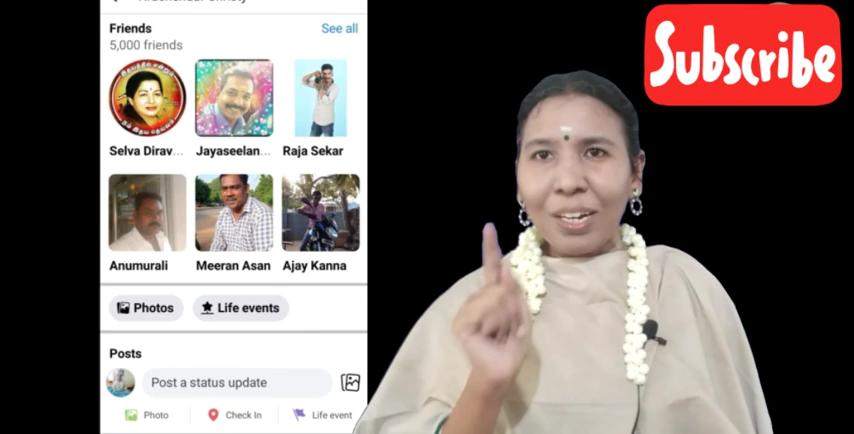 Friends
See all
5,000 friends
Selva Dirav...
Jayaseelan...
Raja Sekar
Anumurali
Meeran Asan
Ajay Kanna
Photos
Life events
Posts
Post a status update
Photo
Check In
Life event
Subscribe